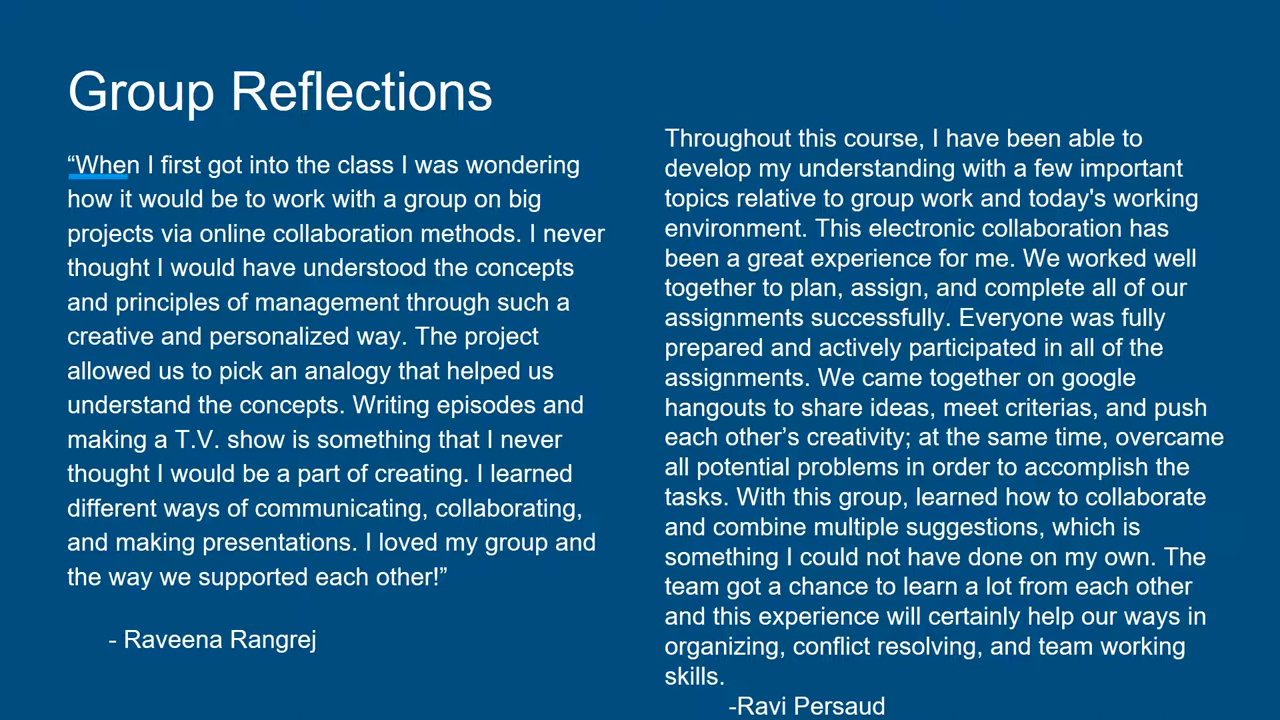 Group Reflections
“When I first got into the class I was wondering
how it would be to work with a group on big
projects via online collaboration methods. I never
thought I would have understood the concepts
and principles of management through such a
creative and personalized way. The project
allowed us to pick an analogy that helped us
understand the concepts. Writing episodes and
making a T.V. show is something that I never
thought I would be a part of creating. I learned
different ways of communicating, collaborating,
and making presentations. I loved my group and
the way we supported each other!”
- Raveena Rangrej
Throughout this course, I have been able to
develop my understanding with a few important
topics relative to group work and today's working
environment. This electronic collaboration has
been a great experience for me. We worked well
together to plan, assign, and complete all of our
assignments successfully. Everyone was fully
prepared and actively participated in all of the
assignments. We came together on google
hangouts to share ideas, meet criterias, and push
each other’s creativity; at the same time, overcame
all potential problems in order to accomplish the
tasks. With this group, learned how to collaborate
and combine multiple suggestions, which is
something I could not have done on my own. The
team got a chance to learn a lot from each other
and this experience will certainly help our ways in
organizing, conflict resolving, and team working
skills.
-Ravi Persaud